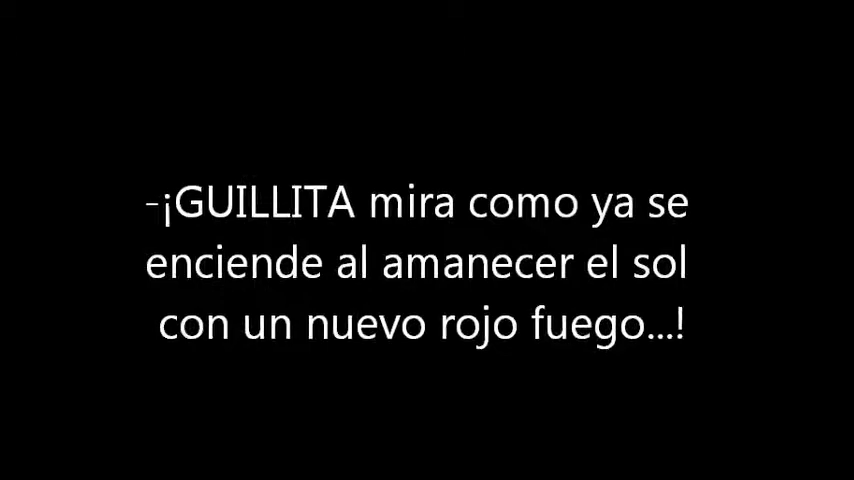 -¡GUILLITA mira como ya se
enciende al amanecer el sol
con un nuevo rojo fuego...!